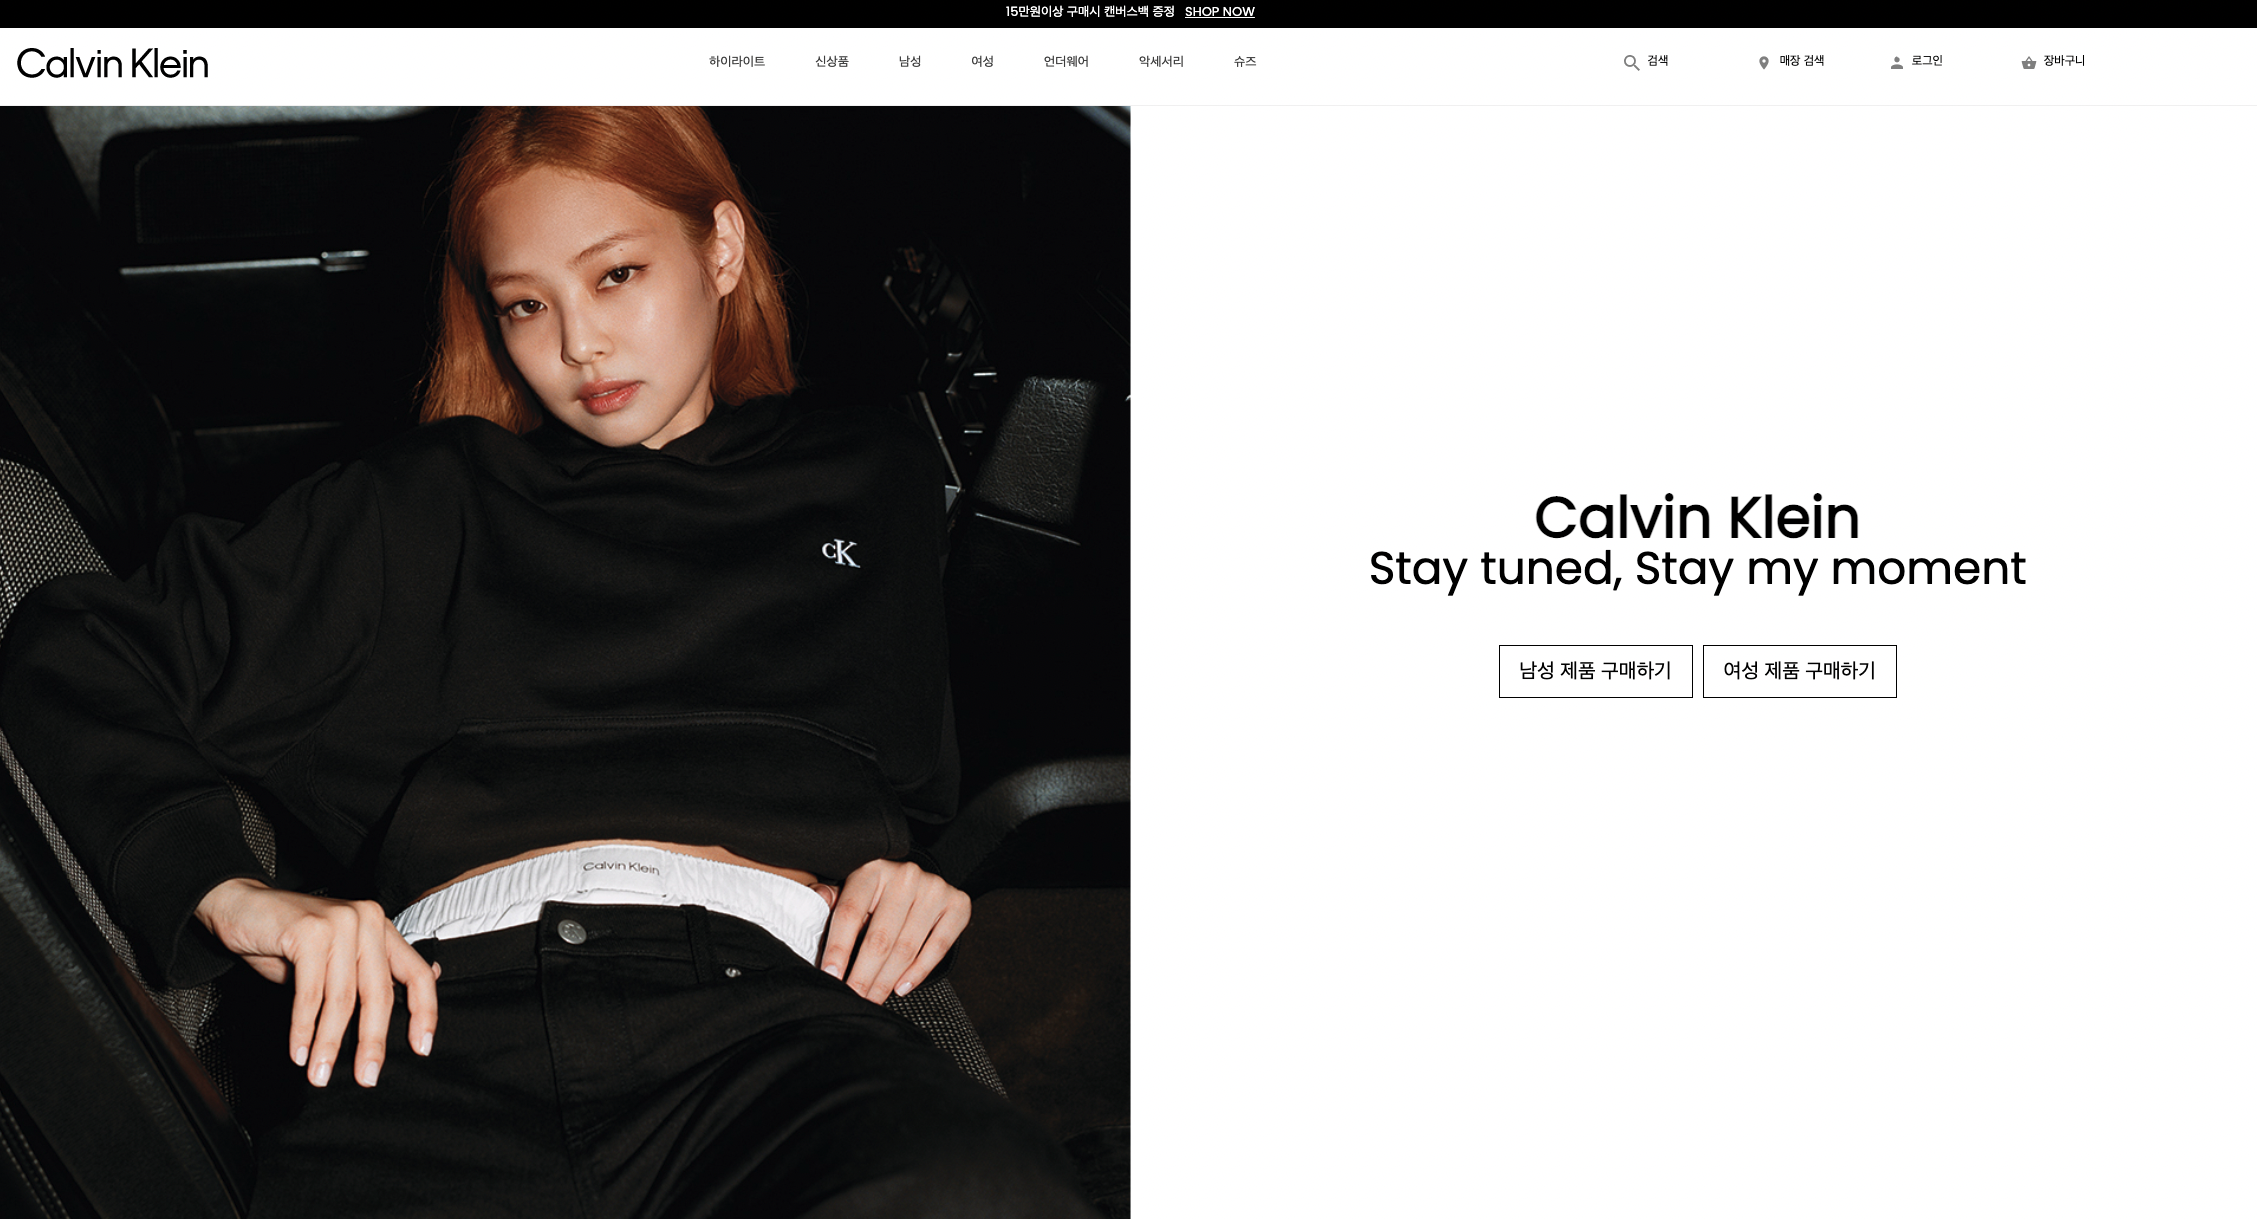 15만원이상 구매시 캔버스백 증정 SHOP NOW
Calvin Klein
하이라이트 신상품 남성 여성 언더웨어 악세서리 슈즈
검색 매장 검색 로그인 장바구니
cK
Calvin Klein
Calvin Klein
Stay tuned, Stay my moment
남성 제품 구매하기 여성 제품 구매하기